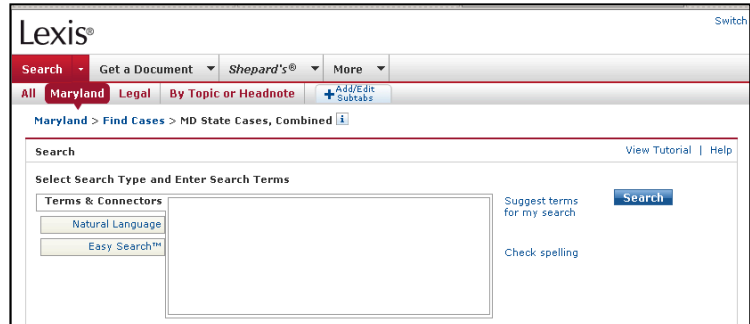 Switch
Lexis®
Search Get a Document Shepard's® More
All Maryland Legal By Topic or Headnote Add/Edit Subtabs
Maryland > Find Cases > MD State Cases, Combined i
Search View Tutorial | Help
Select Search Type and Enter Search Terms
Terms & Connectors
Natural Language
Easy Search™
Suggest terms
for my search
Check spelling
Search